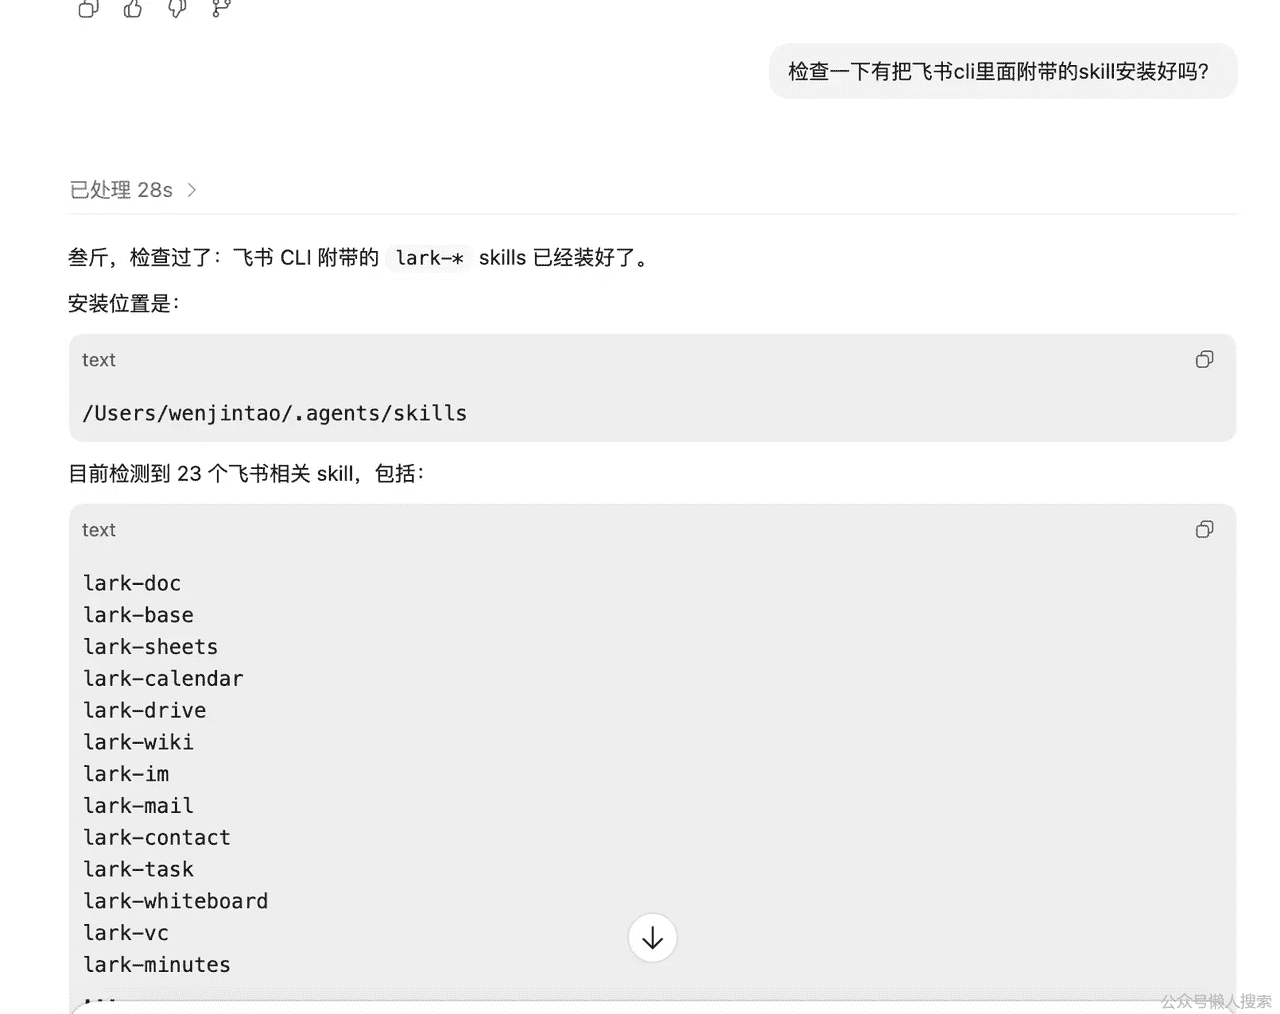 检查一下有把飞书cli里面附带的skill安装好吗?
已处理 28s
叁斤，检查过了：飞书 CLI 附带的 lark-* skills 已经装好了。
安装位置是：
text
/Users/wenjintao/.agents/skills
目前检测到 23 个飞书相关 skill，包括：
text
lark-doc
lark-base
lark-sheets
lark-calendar
lark-drive
lark-wiki
lark-im
lark-mail
lark-contact
lark-task
lark-whiteboard
lark-vc
lark-minutes
...
公众号懒人搜索